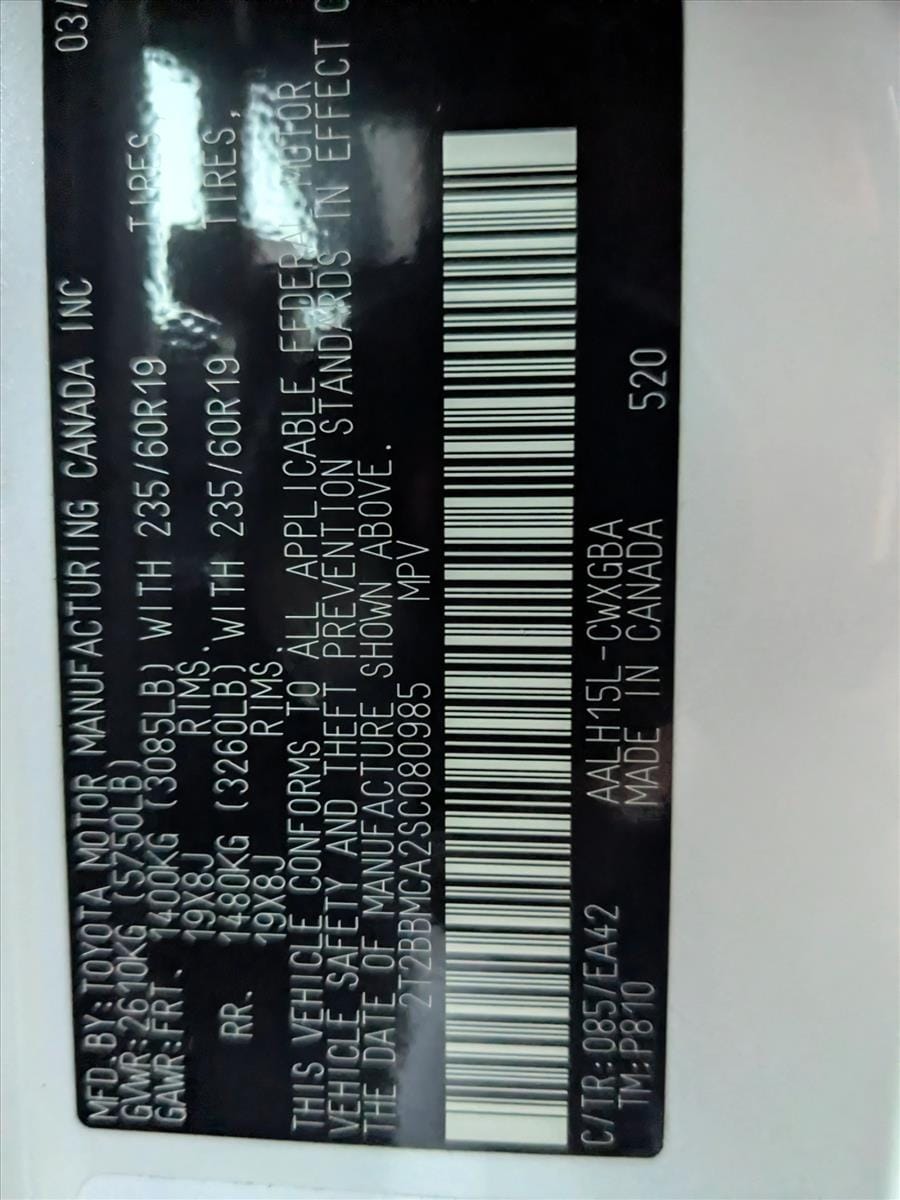 MFD.BY:TOYOTA MOTOR MANUFACTURING CANADA INC 03/
GVWR:2610KG (5750LB)
GAWR:FRT. 1400KG (3085LB) WITH 235/60R19 TIRES,
19X8J RIMS.
RR. 1480KG (3260LB) WITH 235/60R19 TIRES,
19X8J RIMS.
THIS VEHICLE CONFORMS TO ALL APPLICABLE FEDERAL MOTOR
VEHICLE SAFETY AND THEFT PREVENTION STANDARDS IN EFFECT
THE DATE OF MANUFACTURE SHOWN ABOVE.
2T2BBMCA2SC080985 MPV
C/TR:085/EA42 AALH15L-CWXGBA
TM:P810 MADE IN CANADA 520